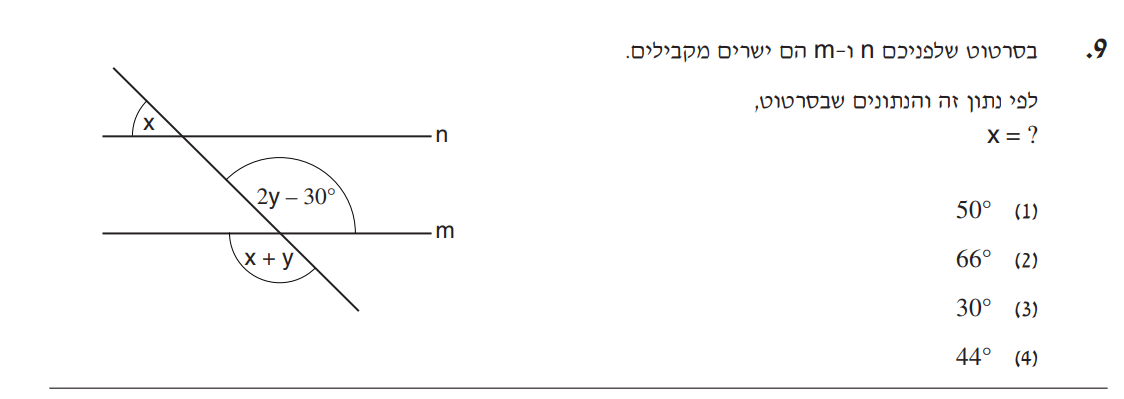 9. בסרטוט שלפניכם n ו-m הם ישרים מקבילים.
לפי נתון זה והנתונים שבסרטוט,
x = ?
(1) 50°
(2) 66°
(3) 30°
(4) 44°
x
n
2y – 30°
m
x + y